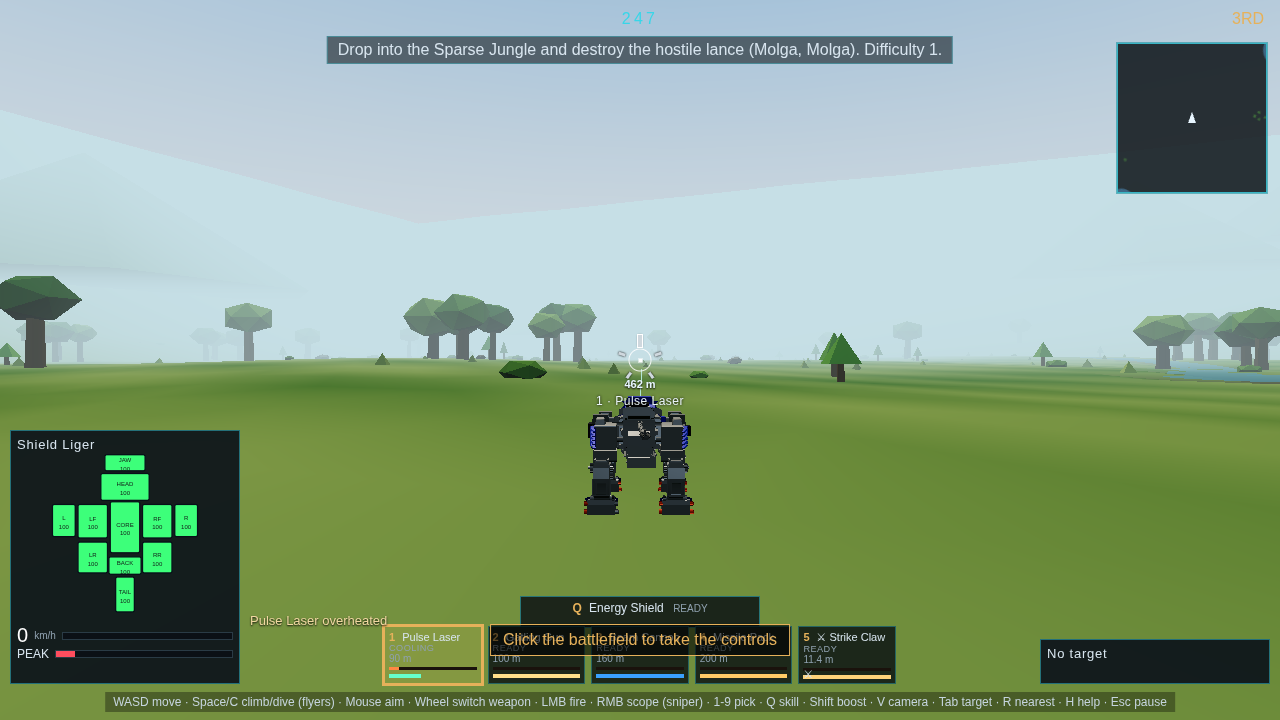 247
3RD
Drop into the Sparse Jungle and destroy the hostile lance (Molga, Molga). Difficulty 1.
462 m
1 · Pulse Laser
Shield Liger
JAW
100
HEAD
100
L
100
LF
100
CORE
100
RF
100
R
100
LR
100
BACK
100
RR
100
TAIL
100
0 km/h
PEAK
Pulse Laser overheated
Q Energy Shield READY
Click the battlefield to take the controls
1 Pulse Laser
COOLING
90 m
2
READY
100 m
READY
160 m
READY
200 m
5 ⚔ Strike Claw
READY
11.4 m
No target
WASD move · Space/C climb/dive (flyers) · Mouse aim · Wheel switch weapon · LMB fire · RMB scope (sniper) · 1-9 pick · Q skill · Shift boost · V camera · Tab target · R nearest · H help · Esc pause